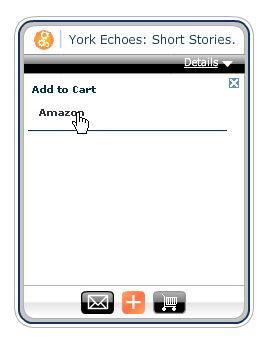 York Echoes: Short Stories.
Details
Add to Cart
Amazon